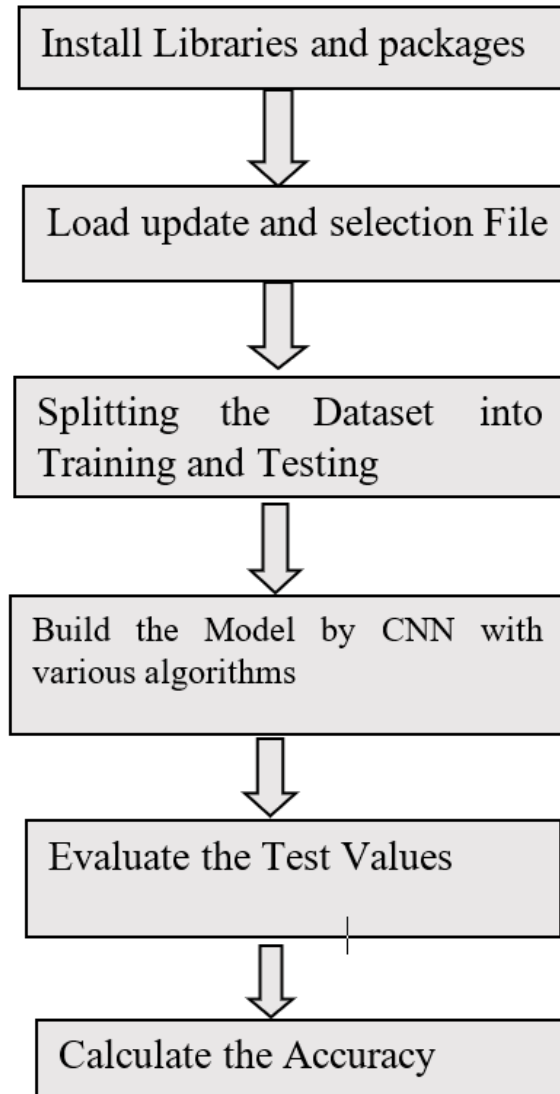 Install Libraries and packages
Load update and selection File
Splitting the Dataset into
Training and Testing
Build the Model by CNN with
various algorithms
Evaluate the Test Values
Calculate the Accuracy